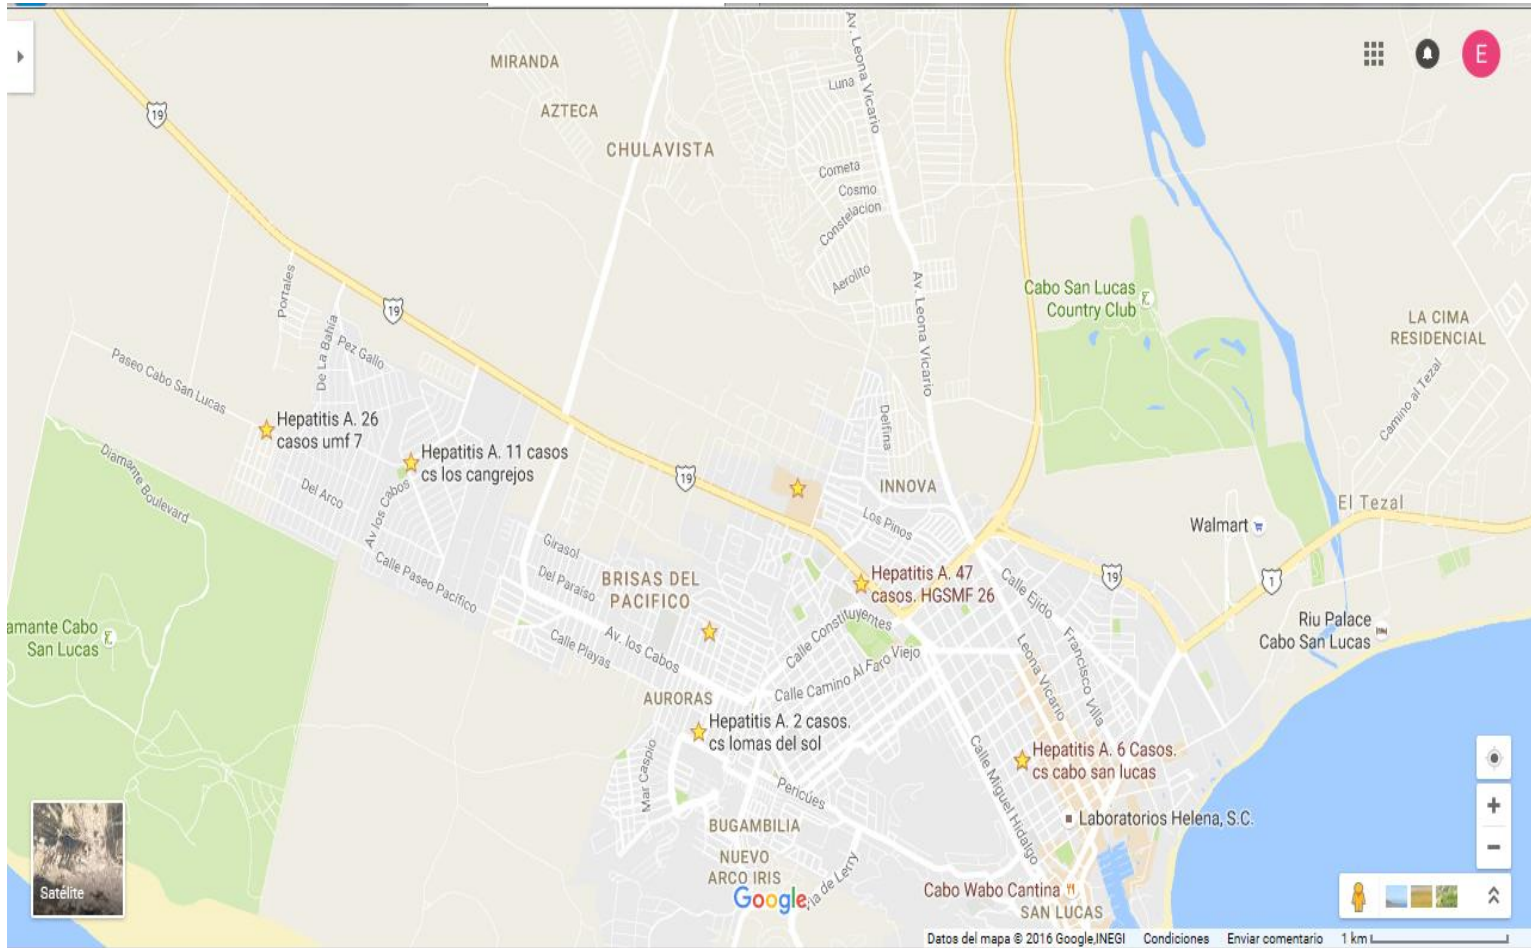 E
MIRANDA
AZTECA
CHULAVISTA
Av. Leona Vicario
Luna
Cometa
Cosmo
Constelacion
Aerolito
19
Av. Leona Vicario
Cabo San Lucas
Country Club
LA CIMA
RESIDENCIAL
Camino al Tezal
Portales
De La Bahía
Pez Gallo
19
Paseo Cabo San Lucas
Hepatitis A. 26
casos umf 7
Hepatitis A. 11 casos
cs los cangrejos
Diamante Boulevard
Del Arco
Av los Cabos
Calle Paseo Pacífico
19
Delfina
INNOVA
Los Pinos
El Tezal
Walmart
Girasol
Del Paraíso
BRISAS DEL
PACIFICO
Hepatitis A. 47
casos. HGSMF 26
Calle Ejido
19
1
Riu Palace
Cabo San Lucas
amante Cabo
San Lucas
Av. los Cabos
Calle Playas
Calle Constituyentes
Calle Camino Al Faro Viejo
Leona Vicario
Francisco Villa
AURORAS
Hepatitis A. 2 casos.
cs lomas del sol
Mar Caspio
Pericúes
Calle Miguel Hidalgo
Hepatitis A. 6 Casos.
cs cabo san lucas
Laboratorios Helena, S.C.
BUGAMBILIA
NUEVO
ARCO IRIS
Google
de Lerry
Cabo Wabo Cantina
SAN LUCAS
Satélite
Datos del mapa © 2016 Google,INEGI Condiciones Enviar comentario 1 km